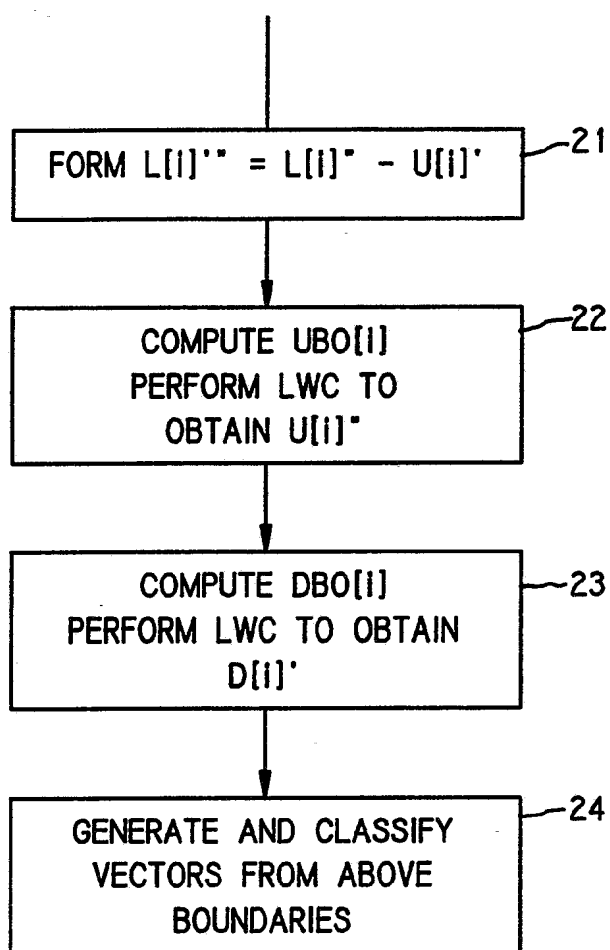 FORM L[i]'" = L[i]" - U[i]'
21
COMPUTE UBO[i]
PERFORM LWC TO
OBTAIN U[i]"
22
COMPUTE DBO[i]
PERFORM LWC TO OBTAIN
D[i]'
23
GENERATE AND CLASSIFY
VECTORS FROM ABOVE
BOUNDARIES
24